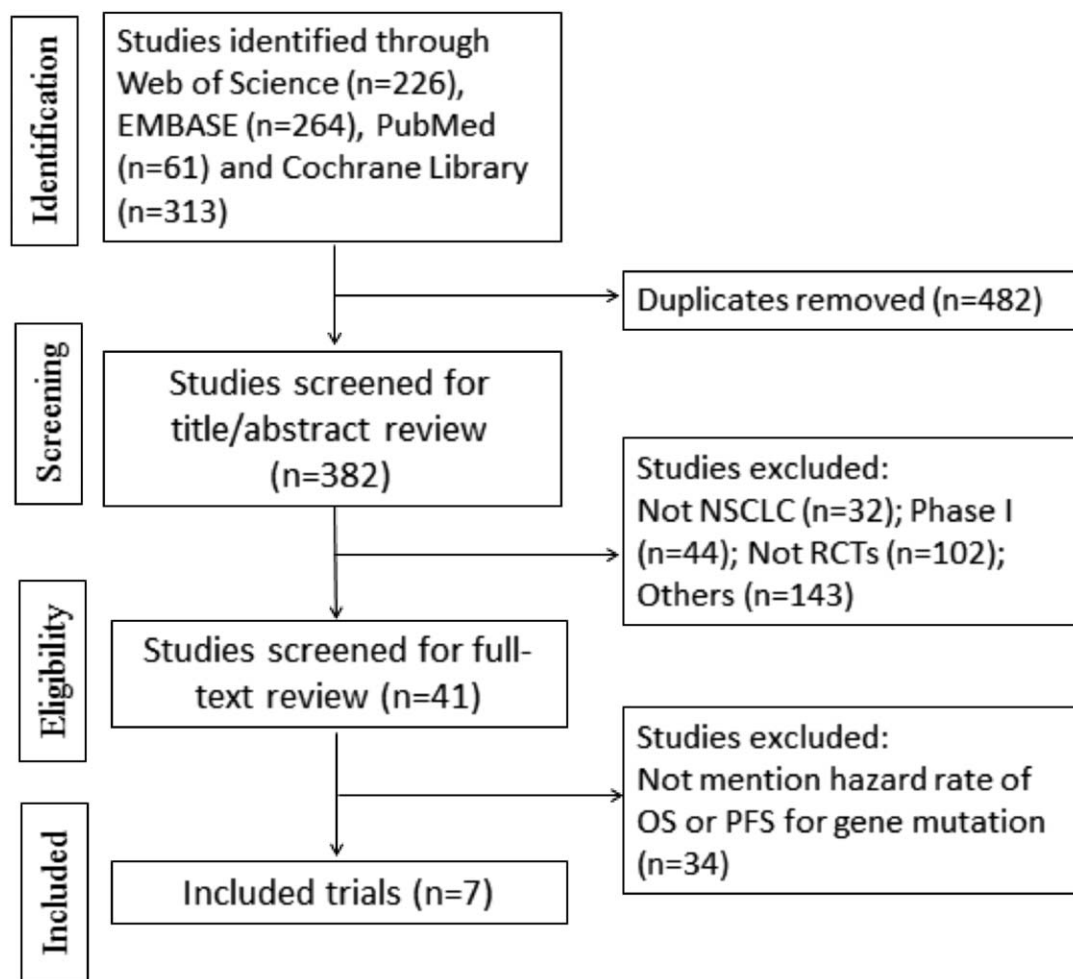 Identification
Studies identified through
Web of Science (n=226),
EMBASE (n=264), PubMed
(n=61) and Cochrane Library
(n=313)
Duplicates removed (n=482)
Screening
Studies screened for
title/abstract review
(n=382)
Studies excluded:
Not NSCLC (n=32); Phase I
(n=44); Not RCTs (n=102);
Others (n=143)
Eligibility
Studies screened for full-
text review (n=41)
Studies excluded:
Not mention hazard rate of
OS or PFS for gene mutation
(n=34)
Included
Included trials (n=7)